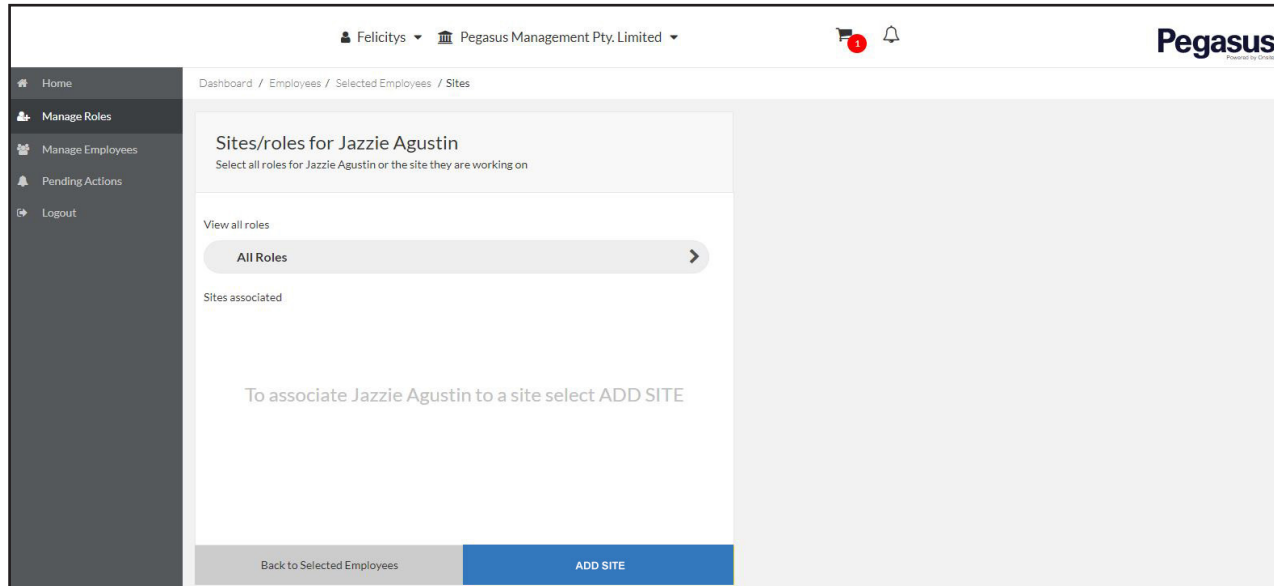 Felicitys Pegasus Management Pty. Limited 1 Pegasus
Powered by Onsite
Home
Manage Roles
Manage Employees
Pending Actions
Logout
Dashboard / Employees / Selected Employees / Sites
Sites/roles for Jazzie Agustin
Select all roles for Jazzie Agustin or the site they are working on
View all roles
All Roles
Sites associated
To associate Jazzie Agustin to a site select ADD SITE
Back to Selected Employees ADD SITE